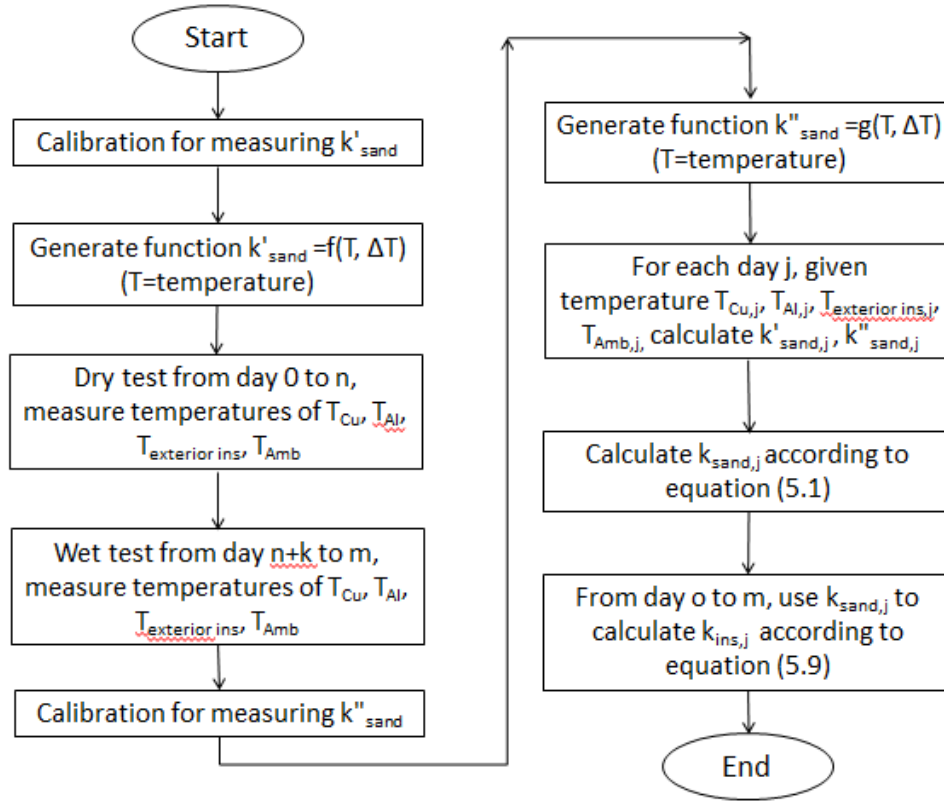 Start
Calibration for measuring k'sand
Generate function k'sand =f(T, ΔT)
(T=temperature)
Dry test from day 0 to n,
measure temperatures of TCu, TAl,
Texterior ins, TAmb
Wet test from day n+k to m,
measure temperatures of TCu, TAl,
Texterior ins, TAmb
Calibration for measuring k"sand
Generate function k"sand =g(T, ΔT)
(T=temperature)
For each day j, given
temperature TCu,j, TAl,j, Texterior ins,j,
TAmb,j, calculate k'sand,j , k"sand,j
Calculate ksand,j according to
equation (5.1)
From day o to m, use ksand,j to
calculate kins,j according to
equation (5.9)
End